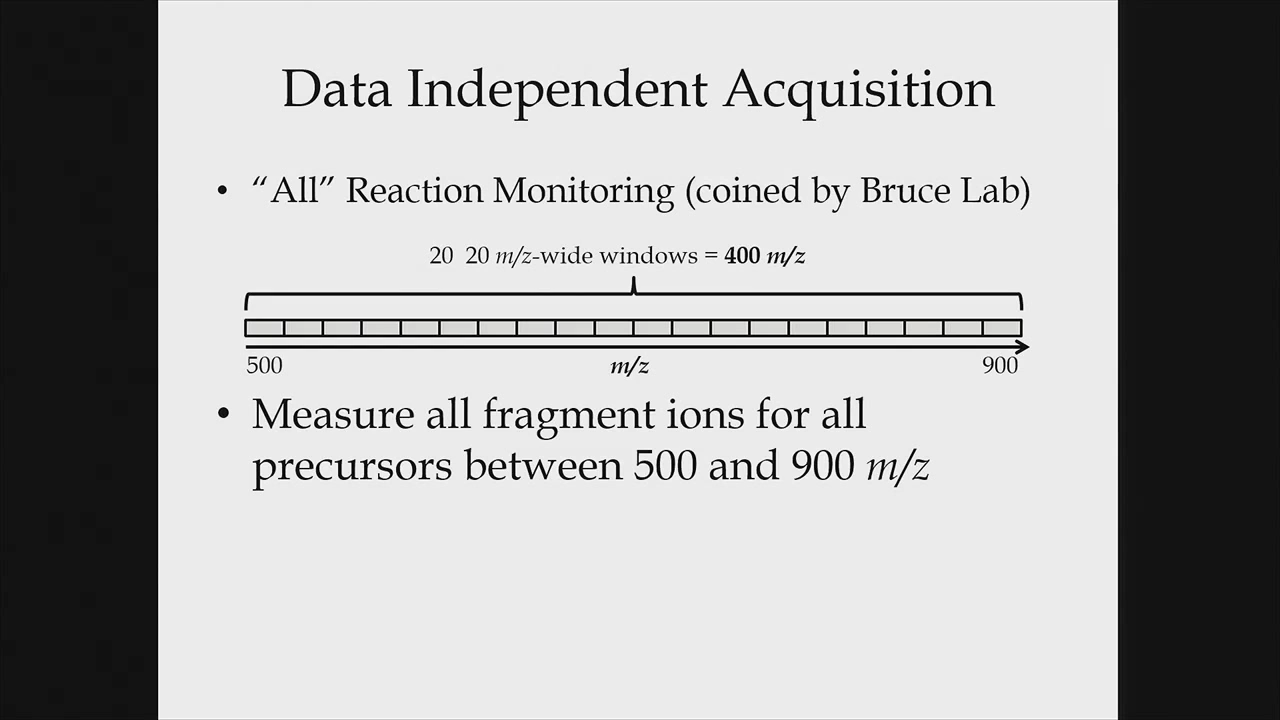 Data Independent Acquisition
• “All” Reaction Monitoring (coined by Bruce Lab)
20  20 m/z-wide windows = 400 m/z
500 m/z 900
• Measure all fragment ions for all
precursors between 500 and 900 m/z